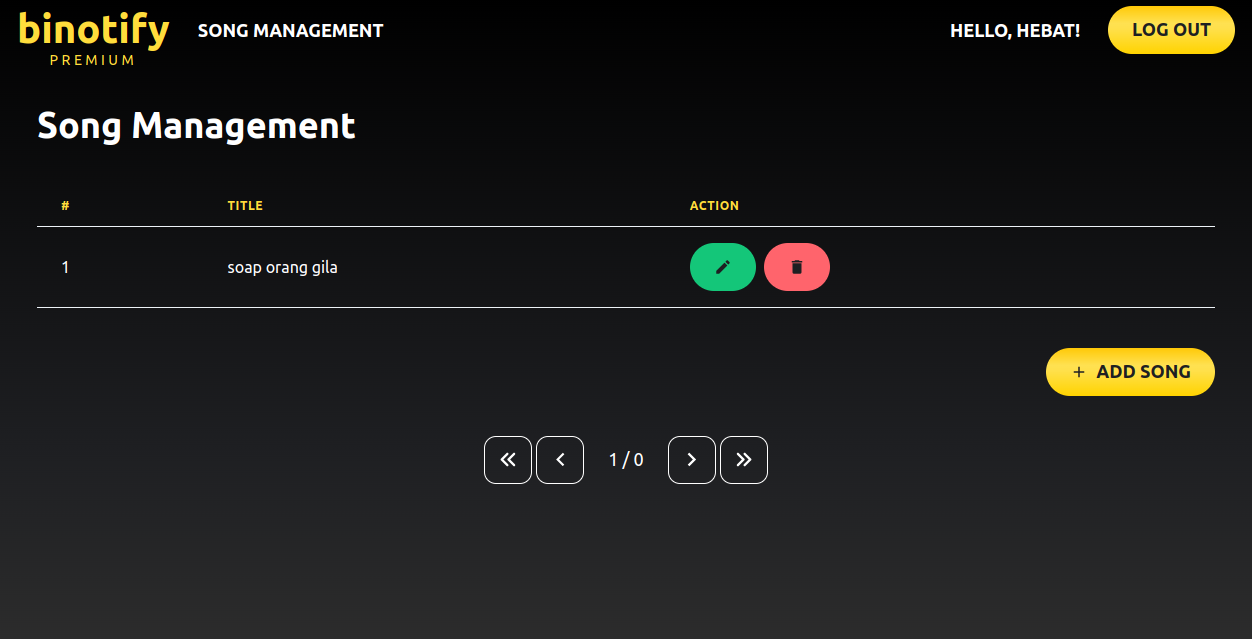 binotify
PREMIUM
SONG MANAGEMENT
HELLO, HEBAT!
LOG OUT
Song Management
# TITLE ACTION
1 soap orang gila
+ ADD SONG
1 / 0